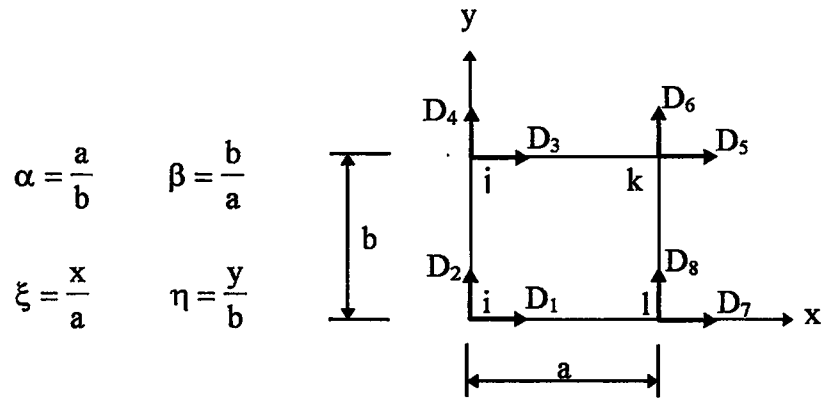 y
D₄ D₆
D₃ D₅
α = a/b β = b/a
j k
b
D₂ D₈
ξ = x/a η = y/b
i D₁ l D₇ x
a